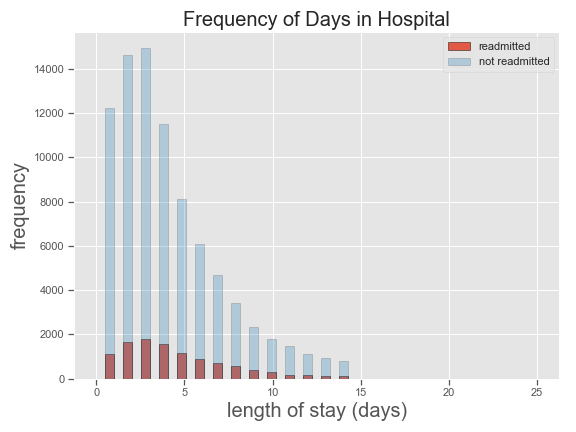 Frequency of Days in Hospital
readmitted
not readmitted
frequency
14000
12000
10000
8000
6000
4000
2000
0
0 5 10 15 20 25
length of stay (days)